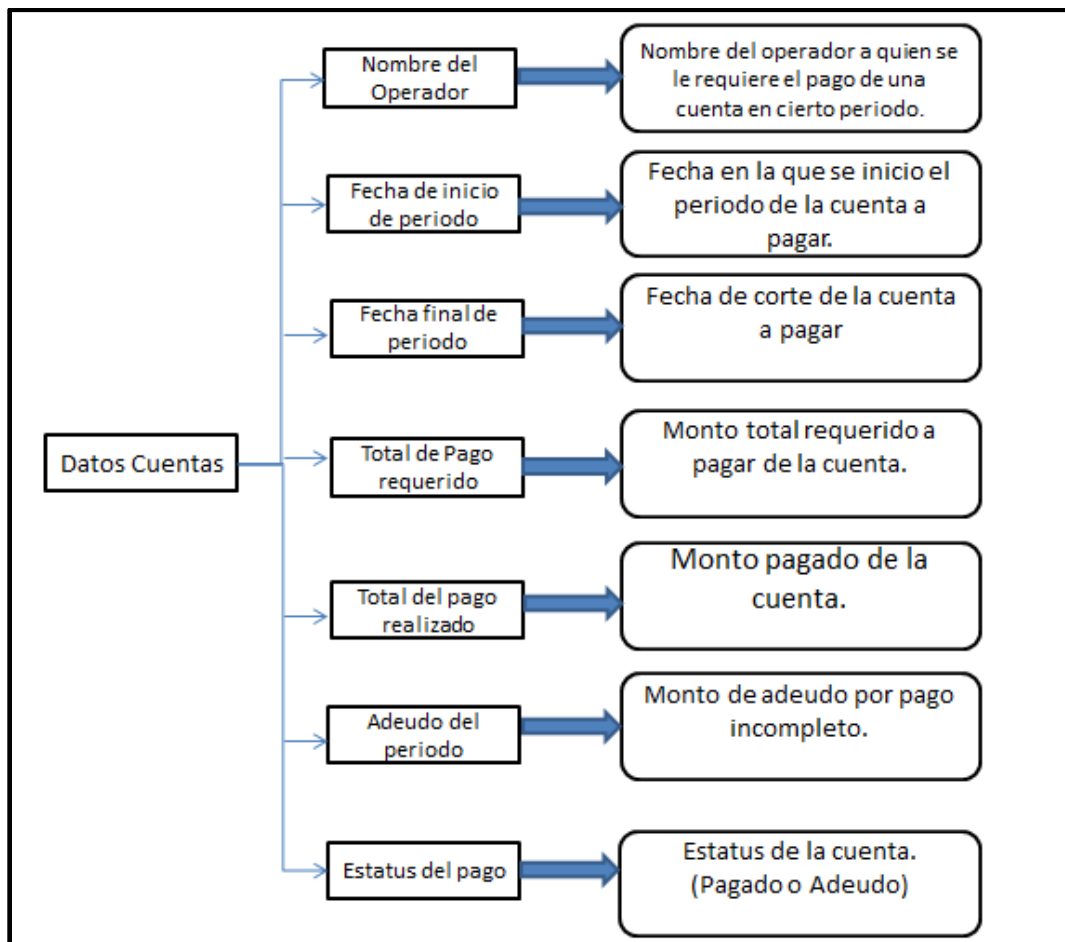 Datos Cuentas
Nombre del
Operador
Nombre del operador a quien se
le requiere el pago de una
cuenta en cierto periodo.
Fecha de inicio
de periodo
Fecha en la que se inicio el
periodo de la cuenta a
pagar.
Fecha final de
periodo
Fecha de corte de la cuenta
a pagar
Total de Pago
requerido
Monto total requerido a
pagar de la cuenta.
Total del pago
realizado
Monto pagado de la
cuenta.
Adeudo del
periodo
Monto de adeudo por pago
incompleto.
Estatus del pago
Estatus de la cuenta.
(Pagado o Adeudo)